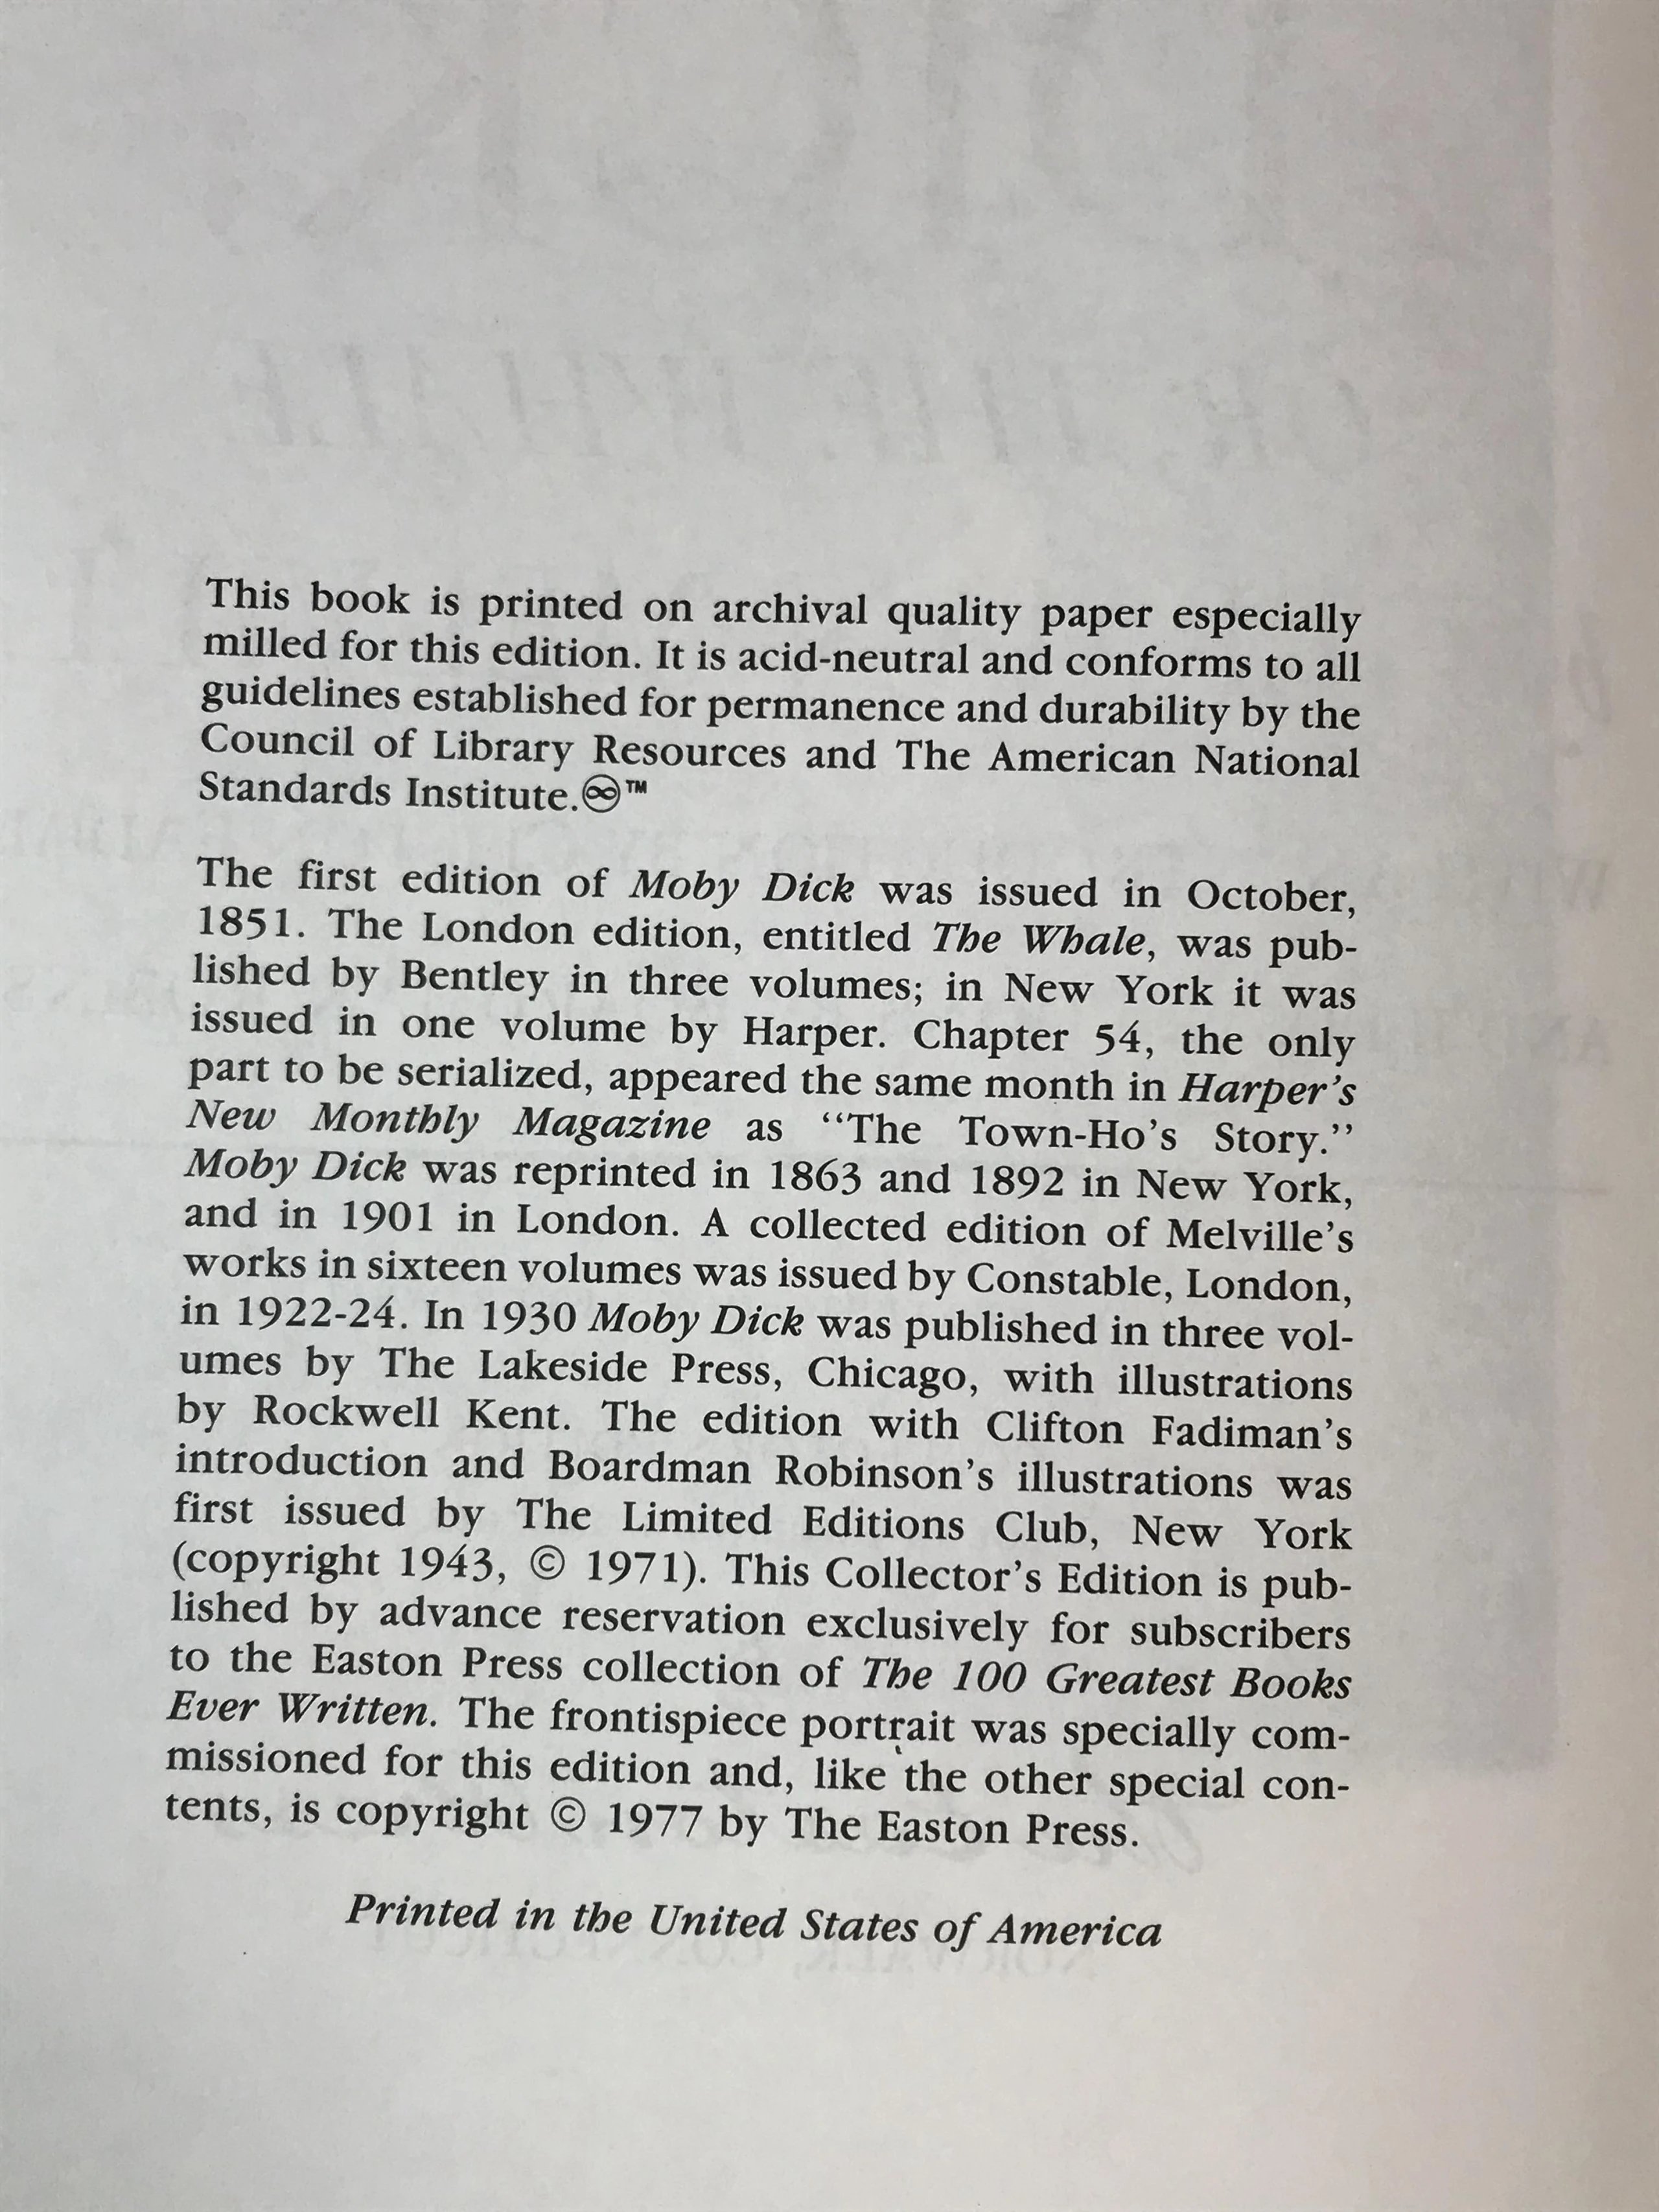 This book is printed on archival quality paper especially
milled for this edition. It is acid-neutral and conforms to all
guidelines established for permanence and durability by the
Council of Library Resources and The American National
Standards Institute.♾™
The first edition of Moby Dick was issued in October,
1851. The London edition, entitled The Whale, was pub-
lished by Bentley in three volumes; in New York it was
issued in one volume by Harper. Chapter 54, the only
part to be serialized, appeared the same month in Harper's
New Monthly Magazine as "The Town-Ho's Story."
Moby Dick was reprinted in 1863 and 1892 in New York,
and in 1901 in London. A collected edition of Melville's
works in sixteen volumes was issued by Constable, London,
in 1922-24. In 1930 Moby Dick was published in three vol-
umes by The Lakeside Press, Chicago, with illustrations
by Rockwell Kent. The edition with Clifton Fadiman's
introduction and Boardman Robinson's illustrations was
first issued by The Limited Editions Club, New York
(copyright 1943, © 1971). This Collector's Edition is pub-
lished by advance reservation exclusively for subscribers
to the Easton Press collection of The 100 Greatest Books
Ever Written. The frontispiece portrait was specially com-
missioned for this edition and, like the other special con-
tents, is copyright © 1977 by The Easton Press.
Printed in the United States of America